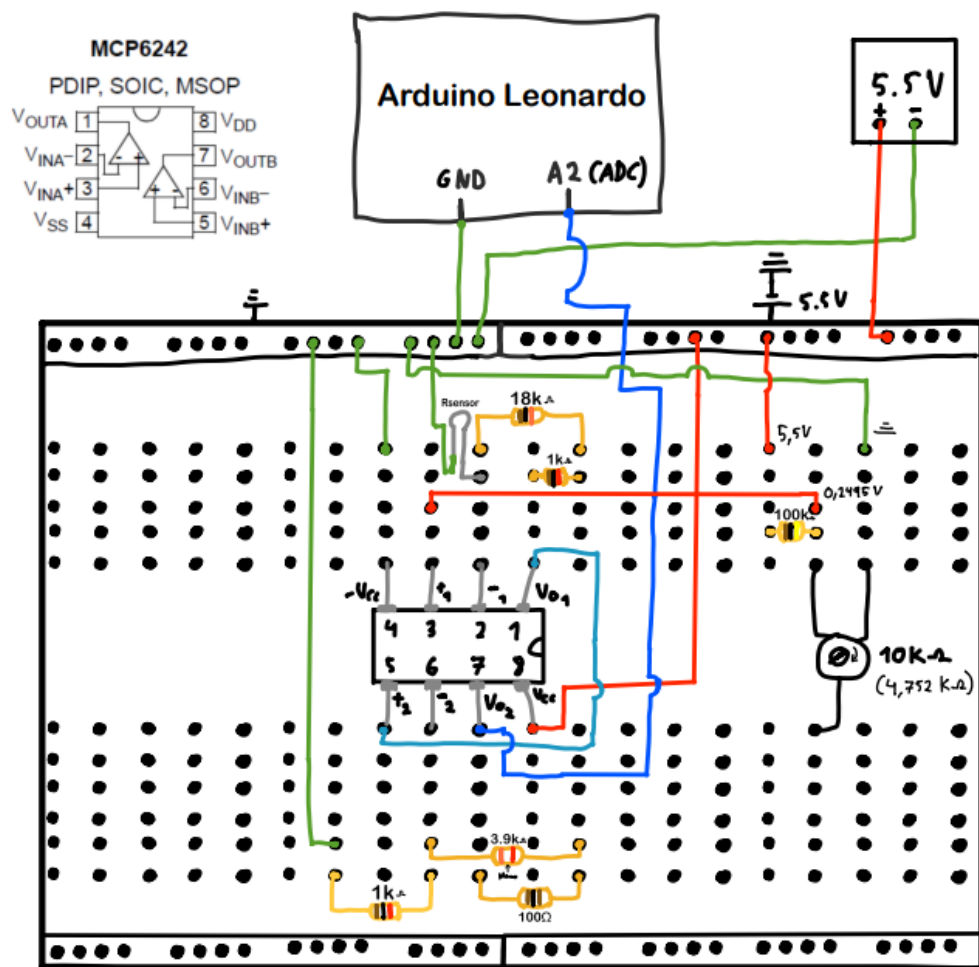 MCP6242
PDIP, SOIC, MSOP
VOUTA 1
8 VDD
VINA– 2
7 VOUTB
VINA+ 3
6 VINB–
VSS 4
5 VINB+
Arduino Leonardo
GND
A2 (ADC)
5.5V
+ -
5.5V
Rsensor
18kΩ
1kΩ
5,5V
0,2495V
100kΩ
-Vcc
+1
-1
Vo1
4 3 2 1
5 6 7 8
+2
-2
Vo2
Vcc
10KΩ
(4,752 KΩ)
3.9kΩ
1kΩ
100Ω